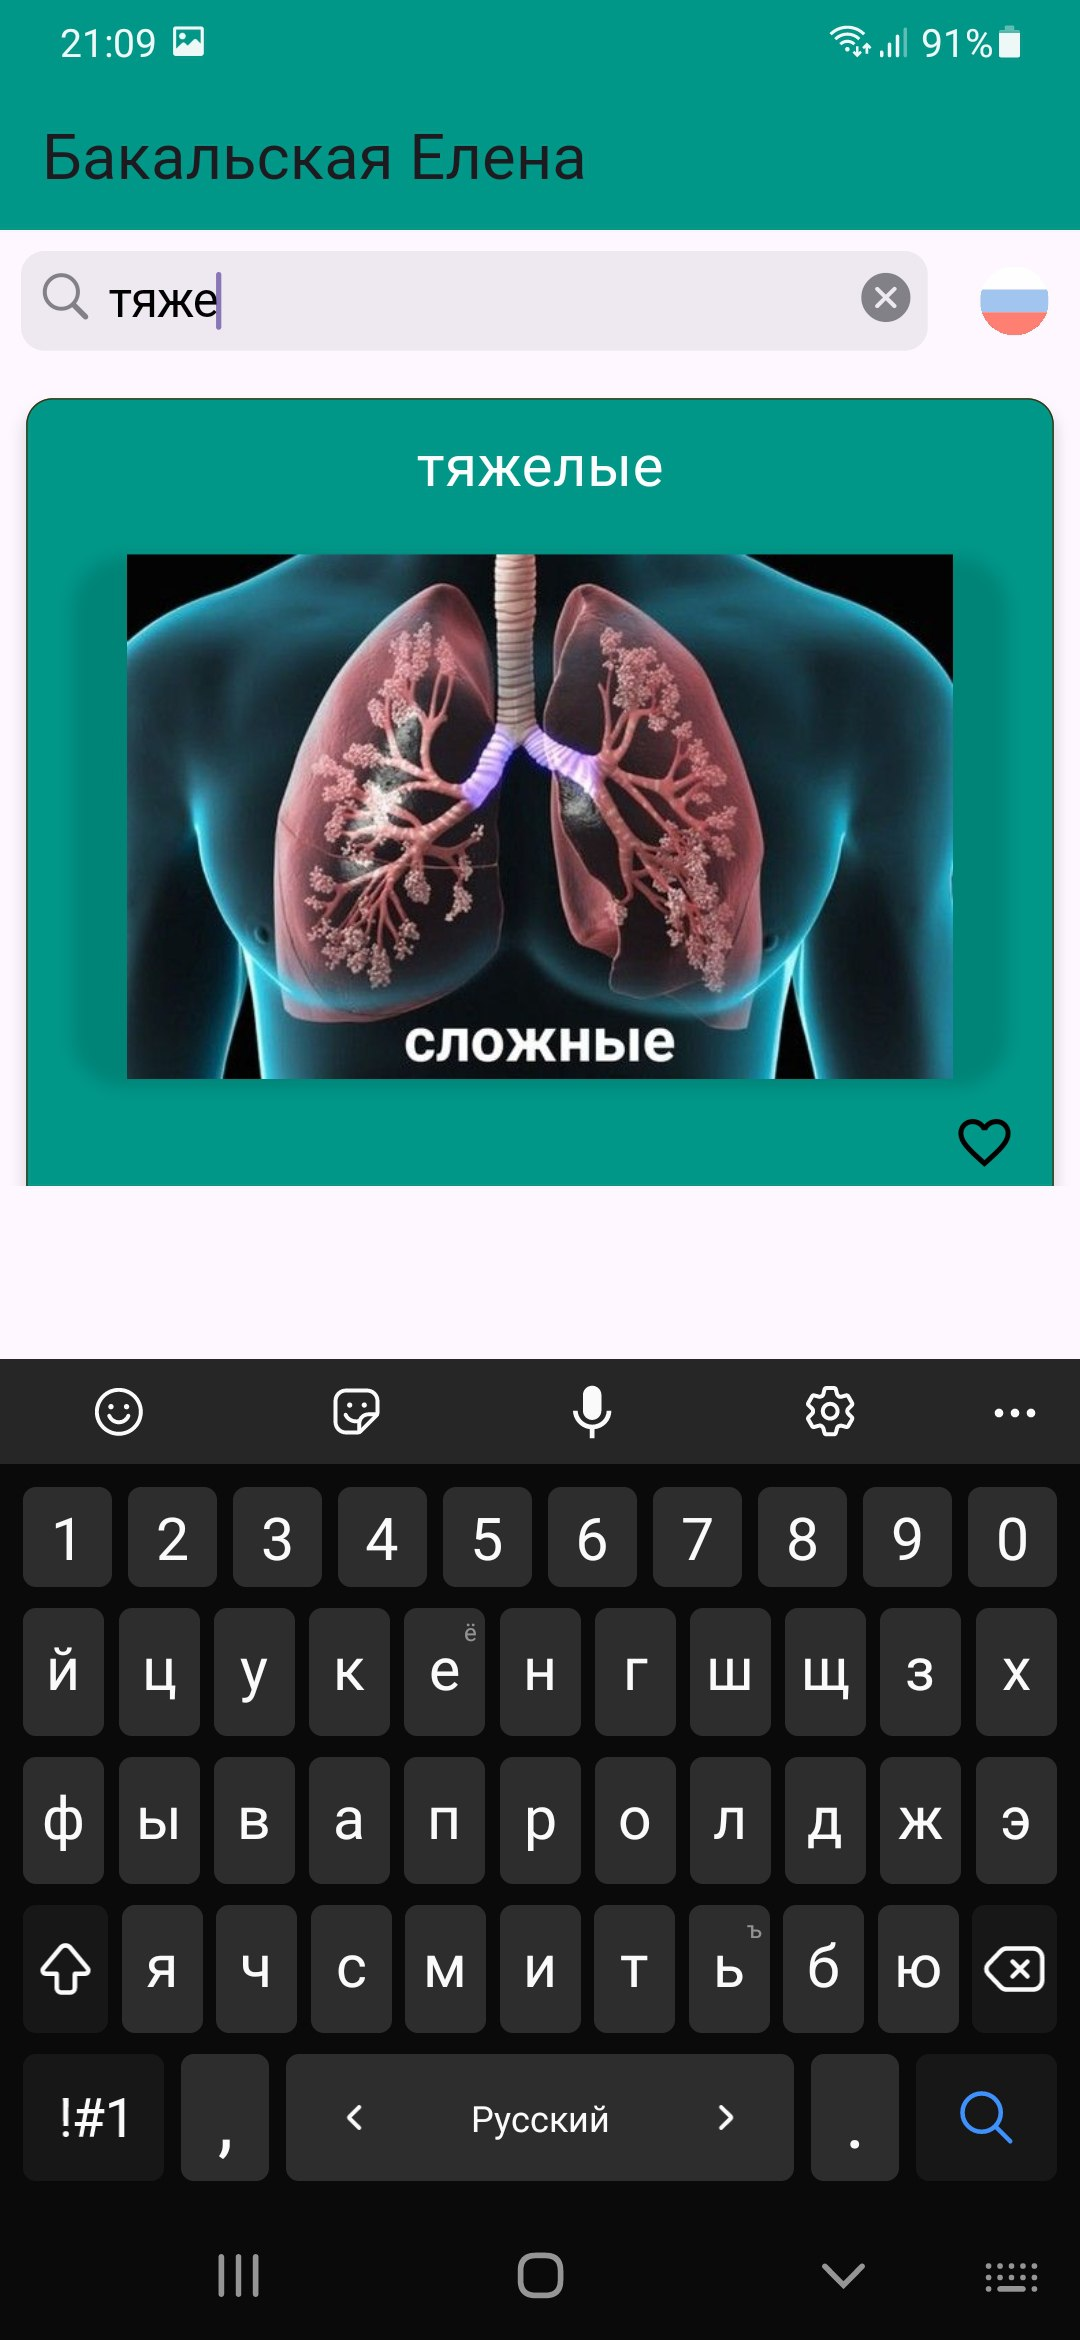 21:09 91%
Бакальская Елена
тяже
тяжелые
сложные
1 2 3 4 5 6 7 8 9 0
ё
й ц у к е н г ш щ з х
ф ы в а п р о л д ж э
ъ
я ч с м и т ь б ю
!#1 , Русский .